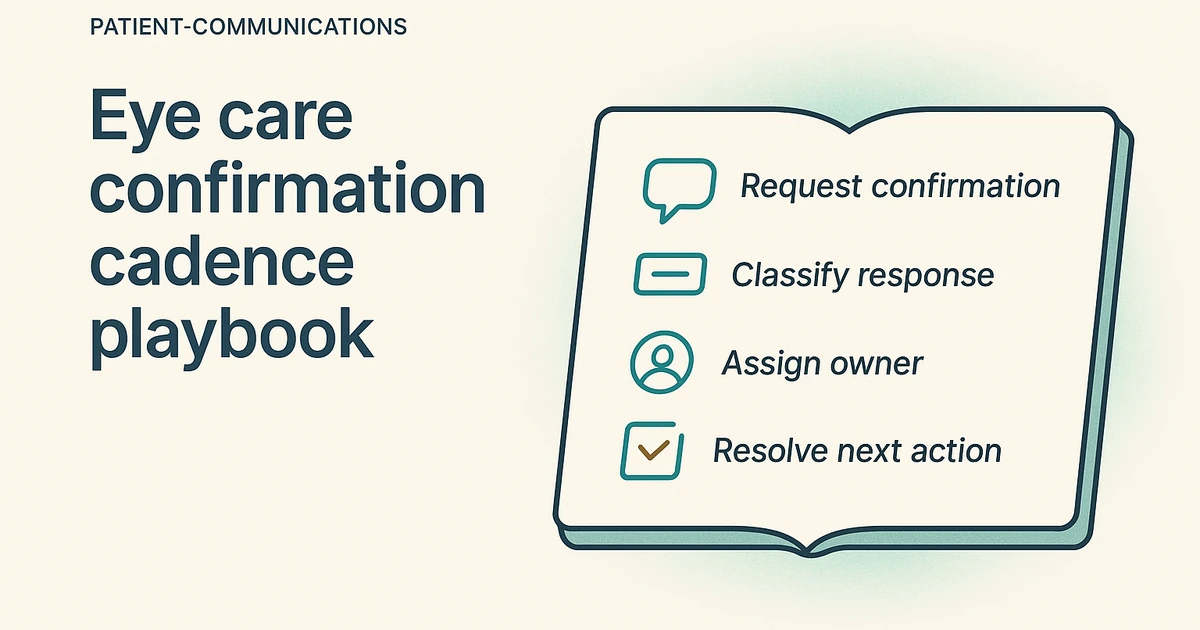 PATIENT-COMMUNICATIONS
Eye care
confirmation
cadence
playbook
Request confirmation
Classify response
Assign owner
Resolve next action